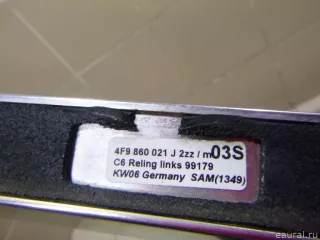 4F9 860 021 J 2zz / m03S
C6 Reling links 99179
KW06 Germany SAM(1349)
© eaural.ru